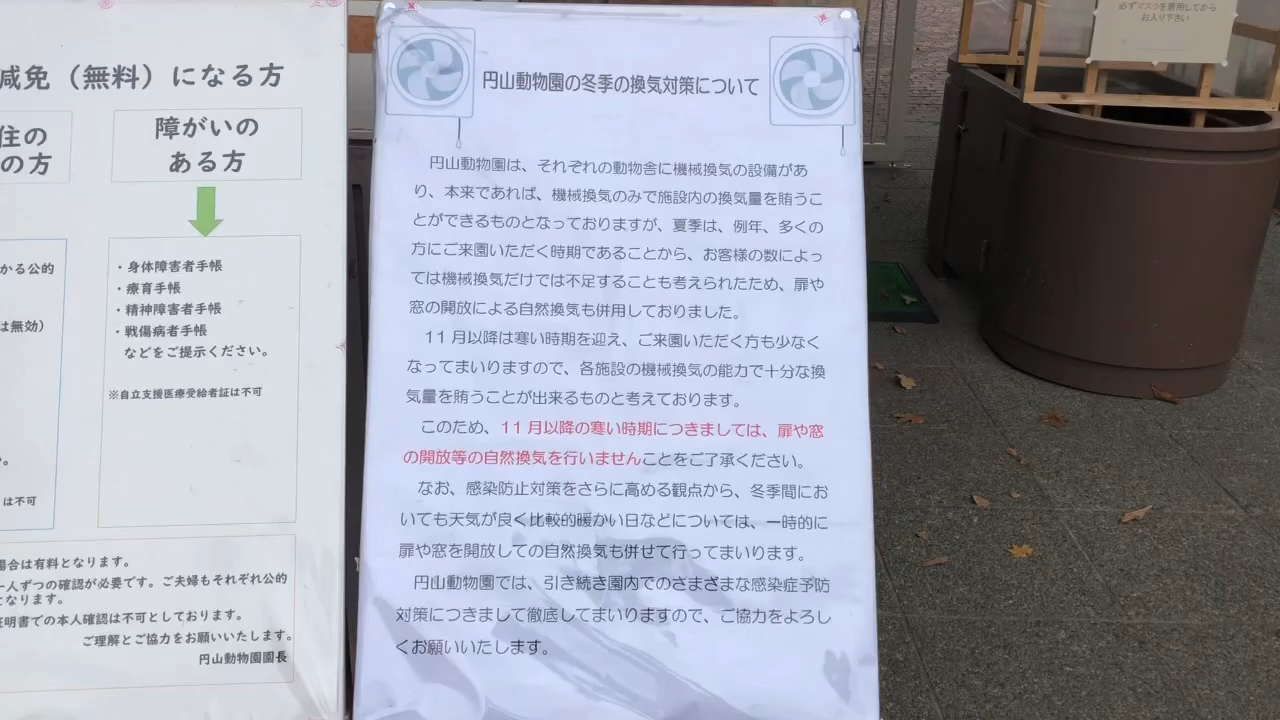 減免（無料）になる方
住の
の方
障がいの
ある方
かる公的
は無効）
は不可
・身体障害者手帳
・療育手帳
・精神障害者手帳
・戦傷病者手帳
などをご提示ください。
※自立支援医療受給者証は不可
場合は有料となります。
一人ずつの確認が必要です。ご夫婦もそれぞれ公的
となります。
証明書での本人確認は不可としております。
ご理解とご協力をお願いいたします。
円山動物園園長
円山動物園の冬季の換気対策について
円山動物園は、それぞれの動物舎に機械換気の設備があ
り、本来であれば、機械換気のみで施設内の換気量を賄うこ
とができるものとなっておりますが、夏季は、例年、多くの
方にご来園いただく時期であることから、お客様の数によっ
ては機械換気だけでは不足することも考えられたため、扉や
窓の開放による自然換気も併用しておりました。
11 月以降は寒い時期を迎え、ご来園いただく方も少なく
なってまいりますので、各施設の機械換気の能力で十分な換
気量を賄うことが出来るものと考えております。
このため、11 月以降の寒い時期につきましては、扉や窓
の開放等の自然換気を行いませんことをご了承ください。
なお、感染防止対策をさらに高める観点から、冬季間にお
いても天気が良く比較的暖かい日などについては、一時的に
扉や窓を開放しての自然換気も併せて行ってまいります。
円山動物園では、引き続き園内でのさまざまな感染症予防
対策につきまして徹底してまいりますので、ご協力をよろし
くお願いいたします。
必ずマスクを着用してから
お入り下さい